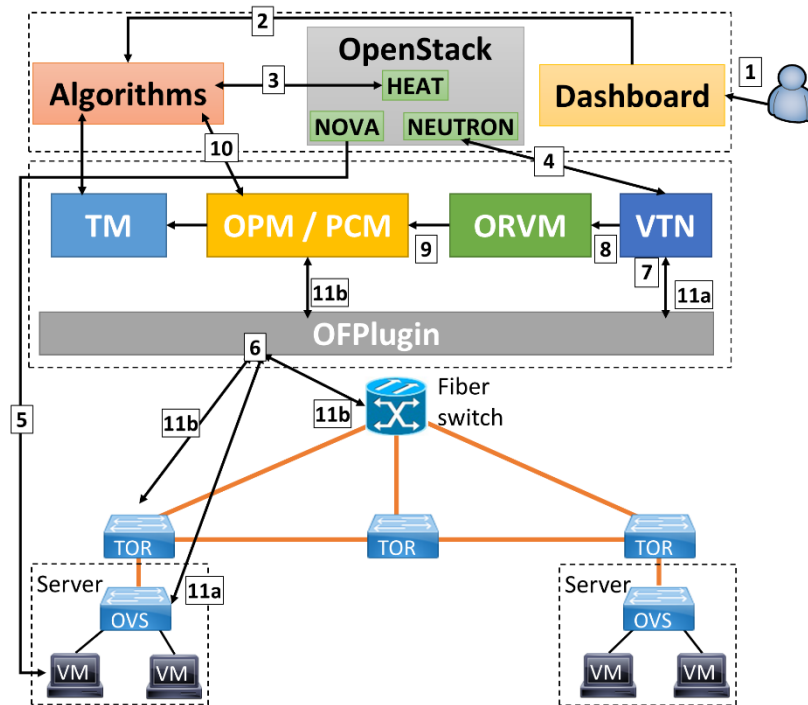 2
OpenStack
1
Algorithms
3
HEAT
Dashboard
NOVA
NEUTRON
10
4
TM
OPM / PCM
ORVM
VTN
9
8
7
11b
11a
OFPlugin
6
Fiber
switch
5
11b
11b
TOR
TOR
TOR
Server
11a
Server
OVS
OVS
VM
VM
VM
VM